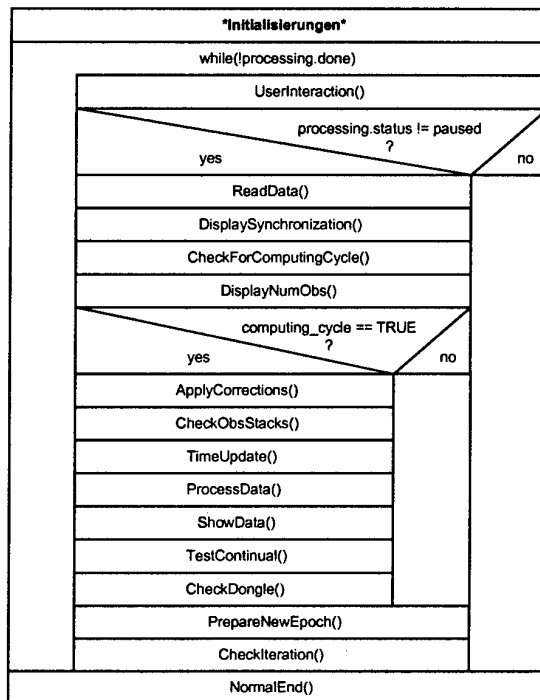 *Initialisierungen*
while(!processing.done)
UserInteraction()
processing.status != paused
?
yes
no
ReadData()
DisplaySynchronization()
CheckForComputingCycle()
DisplayNumObs()
computing_cycle == TRUE
?
yes
no
ApplyCorrections()
CheckObsStacks()
TimeUpdate()
ProcessData()
ShowData()
TestContinual()
CheckDongle()
PrepareNewEpoch()
CheckIteration()
NormalEnd()